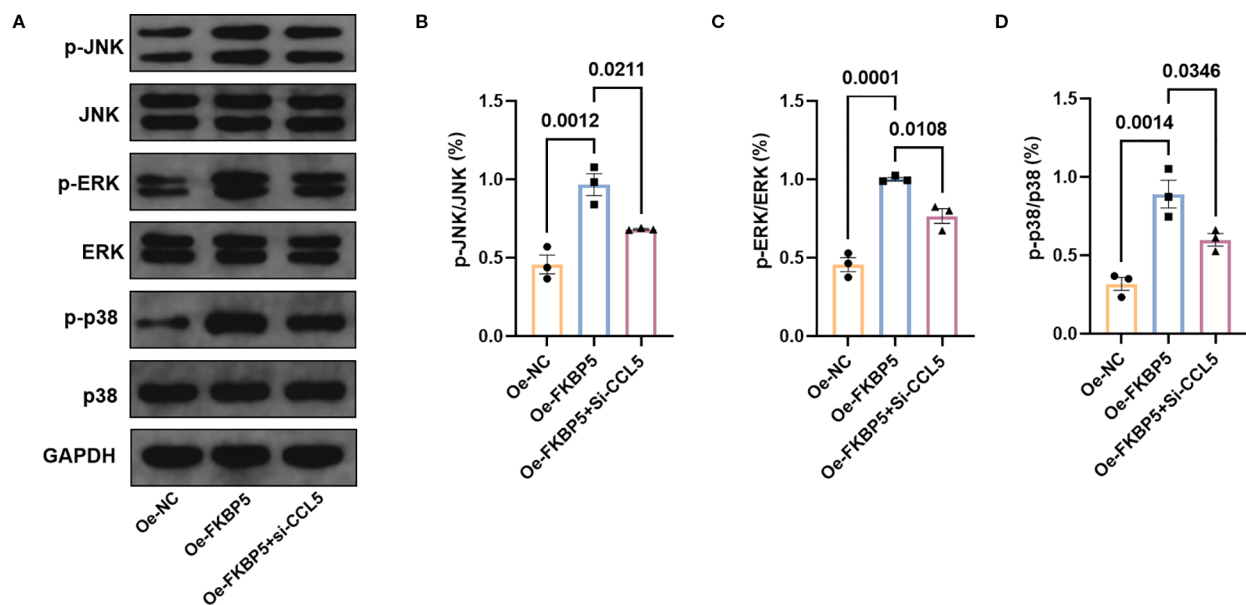 A
p-JNK
JNK
p-ERK
ERK
p-p38
p38
GAPDH
Oe-NC
Oe-FKBP5
Oe-FKBP5+si-CCL5
B
p-JNK/JNK (%)
1.5
1.0
0.5
0.0
0.0012
0.0211
Oe-NC
Oe-FKBP5
Oe-FKBP5+Si-CCL5
C
p-ERK/ERK (%)
1.5
1.0
0.5
0.0
0.0001
0.0108
Oe-NC
Oe-FKBP5
Oe-FKBP5+Si-CCL5
D
p-p38/p38 (%)
1.5
1.0
0.5
0.0
0.0014
0.0346
Oe-NC
Oe-FKBP5
Oe-FKBP5+Si-CCL5